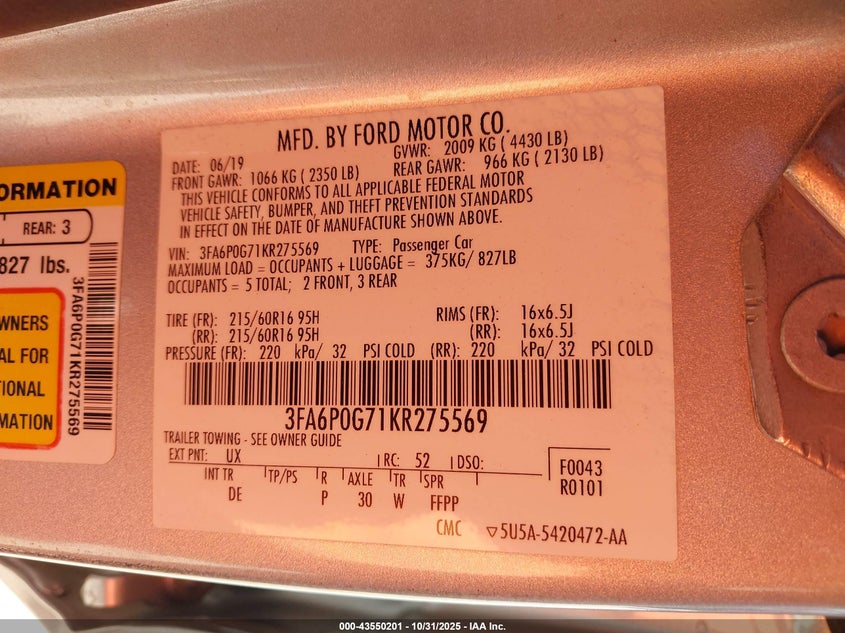 MFD. BY FORD MOTOR CO.
DATE: 06/19
GVWR: 2009 KG ( 4430 LB)
FRONT GAWR: 1066 KG ( 2350 LB)
REAR GAWR: 966 KG ( 2130 LB)
THIS VEHICLE CONFORMS TO ALL APPLICABLE FEDERAL MOTOR
VEHICLE SAFETY, BUMPER, AND THEFT PREVENTION STANDARDS
IN EFFECT ON THE DATE OF MANUFACTURE SHOWN ABOVE.
VIN: 3FA6P0G71KR275569 TYPE: Passenger Car
MAXIMUM LOAD = OCCUPANTS + LUGGAGE = 375KG/ 827LB
OCCUPANTS = 5 TOTAL; 2 FRONT, 3 REAR
TIRE (FR): 215/60R16 95H RIMS (FR): 16x6.5J
(RR): 215/60R16 95H (RR): 16x6.5J
PRESSURE (FR): 220 kPa/ 32 PSI COLD (RR): 220 kPa/ 32 PSI COLD
3FA6P0G71KR275569
TRAILER TOWING - SEE OWNER GUIDE
EXT PNT: UX RC: 52 DSO:
INT TR TP/PS R AXLE TR SPR
DE P 30 W FFPP
F0043
R0101
CMC ▽5U5A-5420472-AA
ORMATION
REAR: 3
827 lbs.
WNERS
AL FOR
TIONAL
MATION
3FA6P0G71KR275569
000-43550201 - 10/31/2025 - IAA Inc.